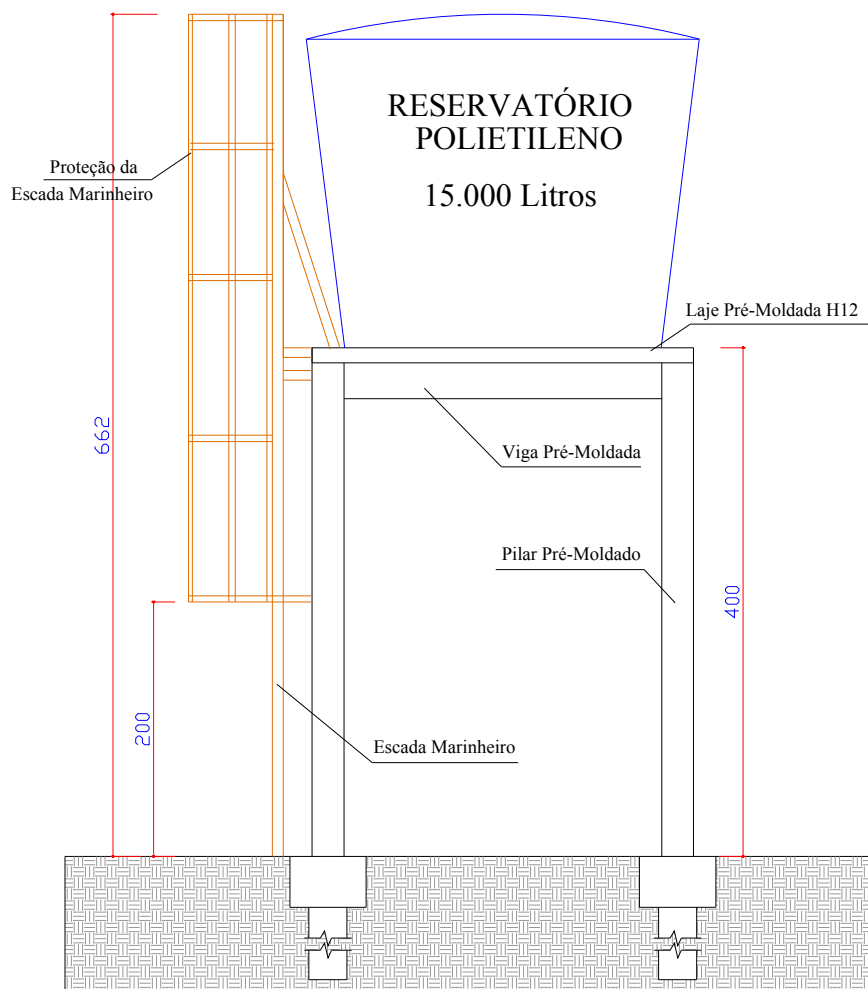 RESERVATÓRIO
POLIETILENO
15.000 Litros
Proteção da
Escada Marinheiro
Laje Pré-Moldada H12
662
Viga Pré-Moldada
Pilar Pré-Moldado
400
200
Escada Marinheiro